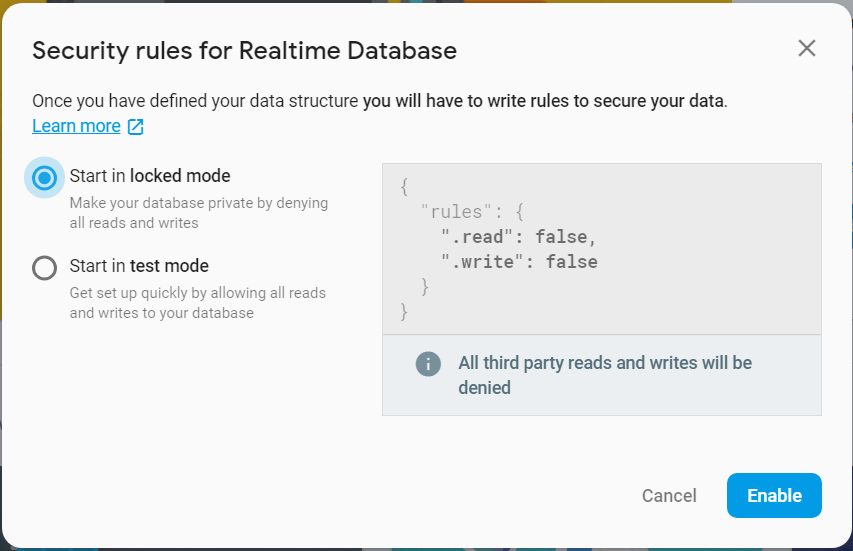 Security rules for Realtime Database
Once you have defined your data structure you will have to write rules to secure your data.
Learn more
Start in locked mode
Make your database private by denying
all reads and writes
Start in test mode
Get set up quickly by allowing all reads
and writes to your database
{
"rules": {
".read": false,
".write": false
}
}
All third party reads and writes will be
denied
Cancel
Enable